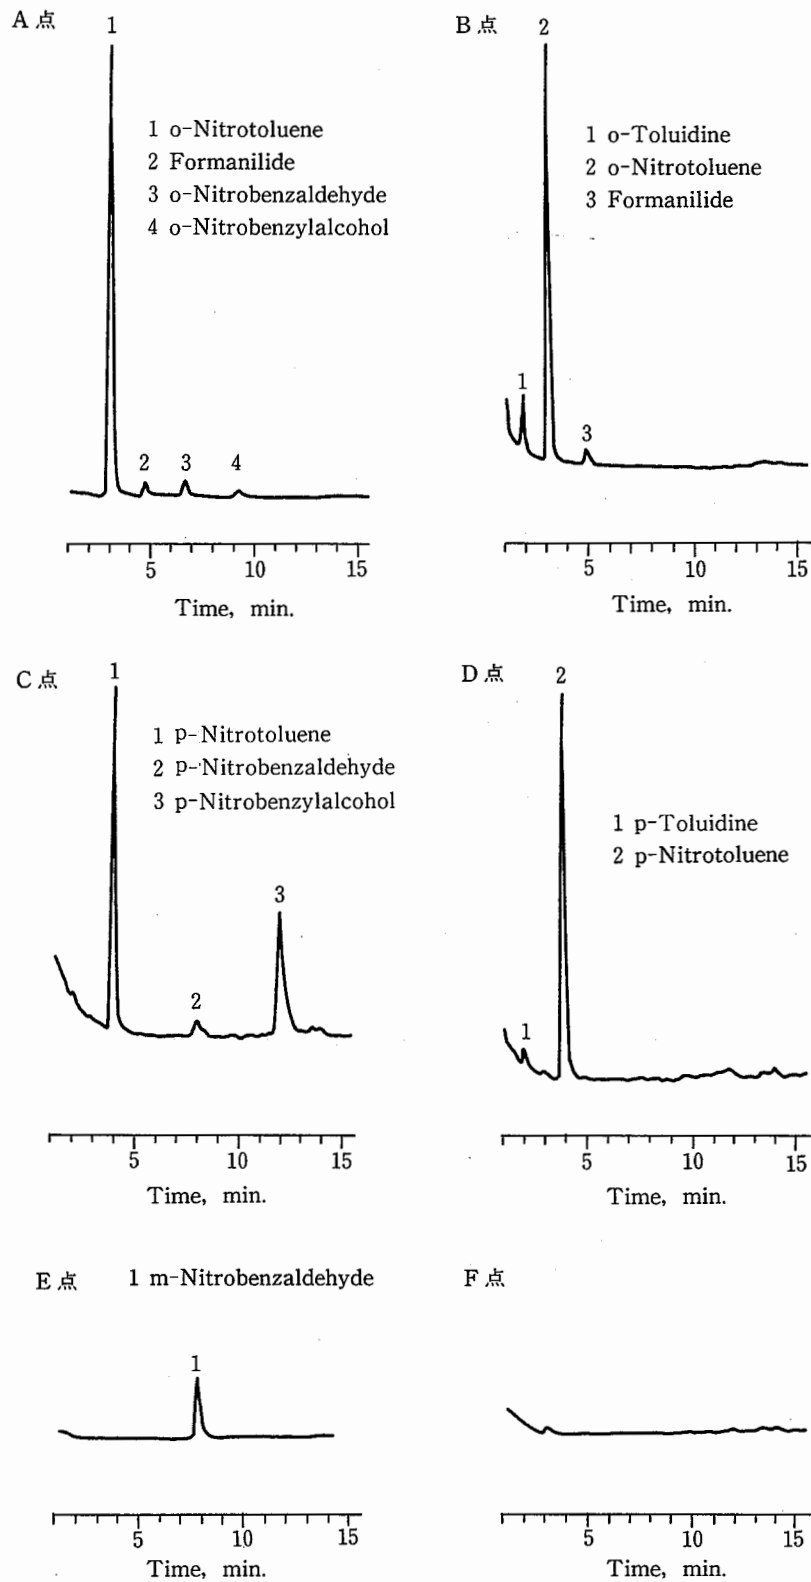 A点
1
1 o-Nitrotoluene
2 Formanilide
3 o-Nitrobenzaldehyde
4 o-Nitrobenzylalcohol
2 3 4
5 10 15
Time, min.
B点
2
1 o-Toluidine
2 o-Nitrotoluene
3 Formanilide
1
3
5 10 15
Time, min.
C点
1
1 p-Nitrotoluene
2 p-Nitrobenzaldehyde
3 p-Nitrobenzylalcohol
3
2
5 10 15
Time, min.
D点
2
1 p-Toluidine
2 p-Nitrotoluene
1
5 10 15
Time, min.
E点
1 m-Nitrobenzaldehyde
1
5 10 15
Time, min.
F点
5 10 15
Time, min.